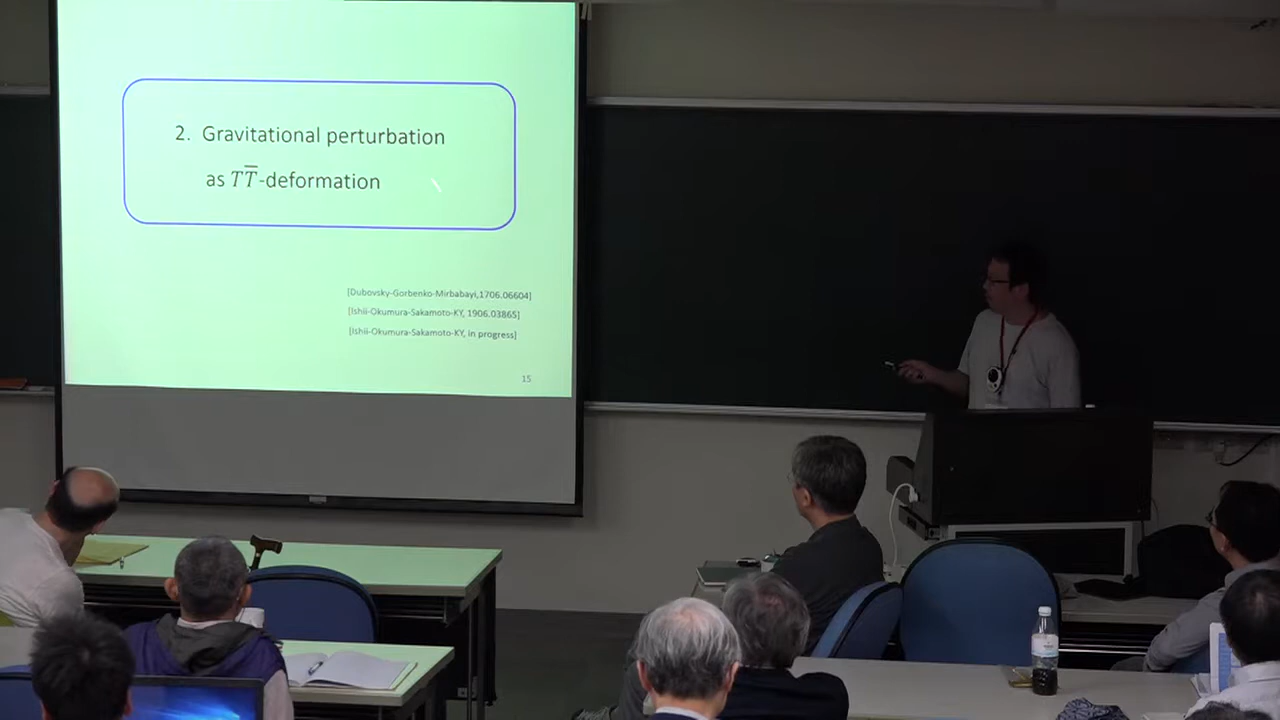 2. Gravitational perturbation
as T\overline{T}-deformation
[Dubovsky-Gorbenko-Mirbabayi,1706.06604]
[Ishii-Okumura-Sakamoto-KY, 1906.03865]
[Ishii-Okumura-Sakamoto-KY, in progress]
15